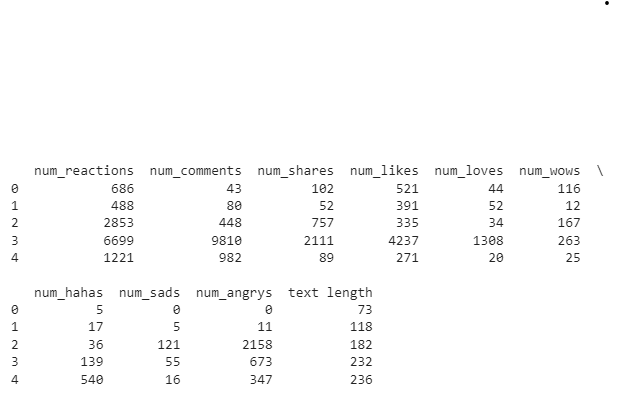 num_reactions num_comments num_shares num_likes num_loves num_wows \
0 686 43 102 521 44 116
1 488 80 52 391 52 12
2 2853 448 757 335 34 167
3 6699 9810 2111 4237 1308 263
4 1221 982 89 271 20 25
num_hahas num_sads num_angrys text length
0 5 0 0 73
1 17 5 11 118
2 36 121 2158 182
3 139 55 673 232
4 540 16 347 236